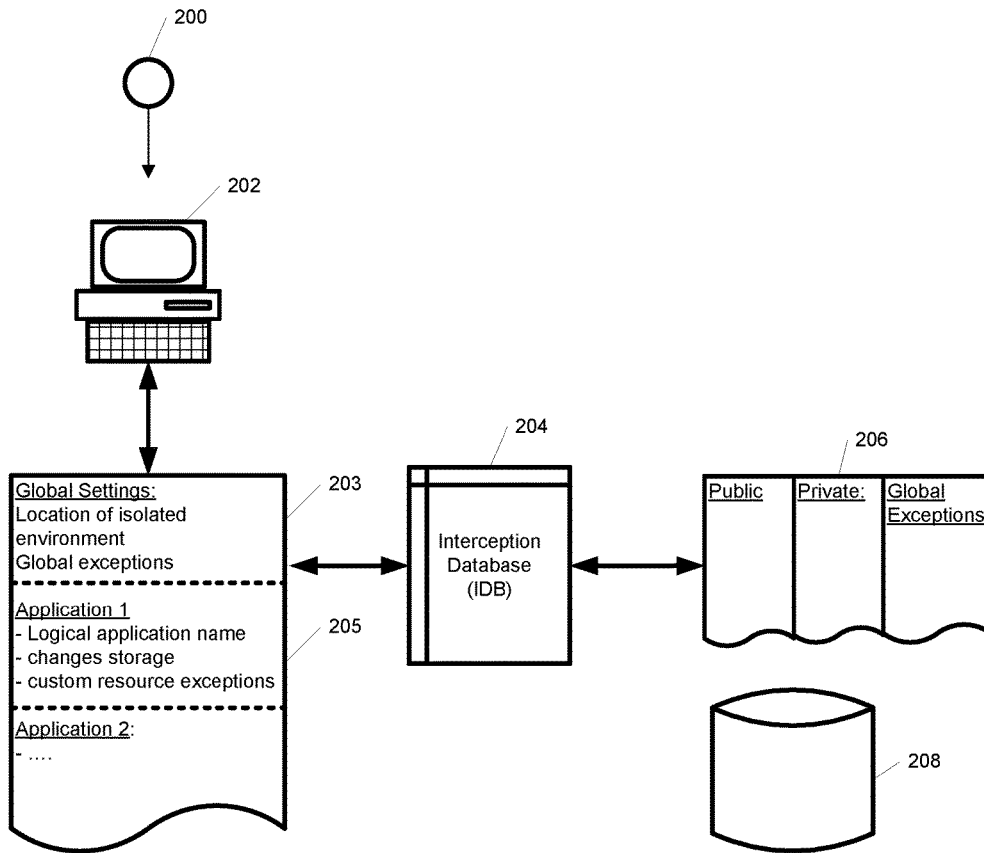 200
202
204
206
Global Settings:
Location of isolated
environment
Global exceptions
203
Application 1
- Logical application name
- changes storage
- custom resource exceptions
205
Application 2:
- ....
Interception
Database
(IDB)
Public
Private:
Global
Exceptions
208